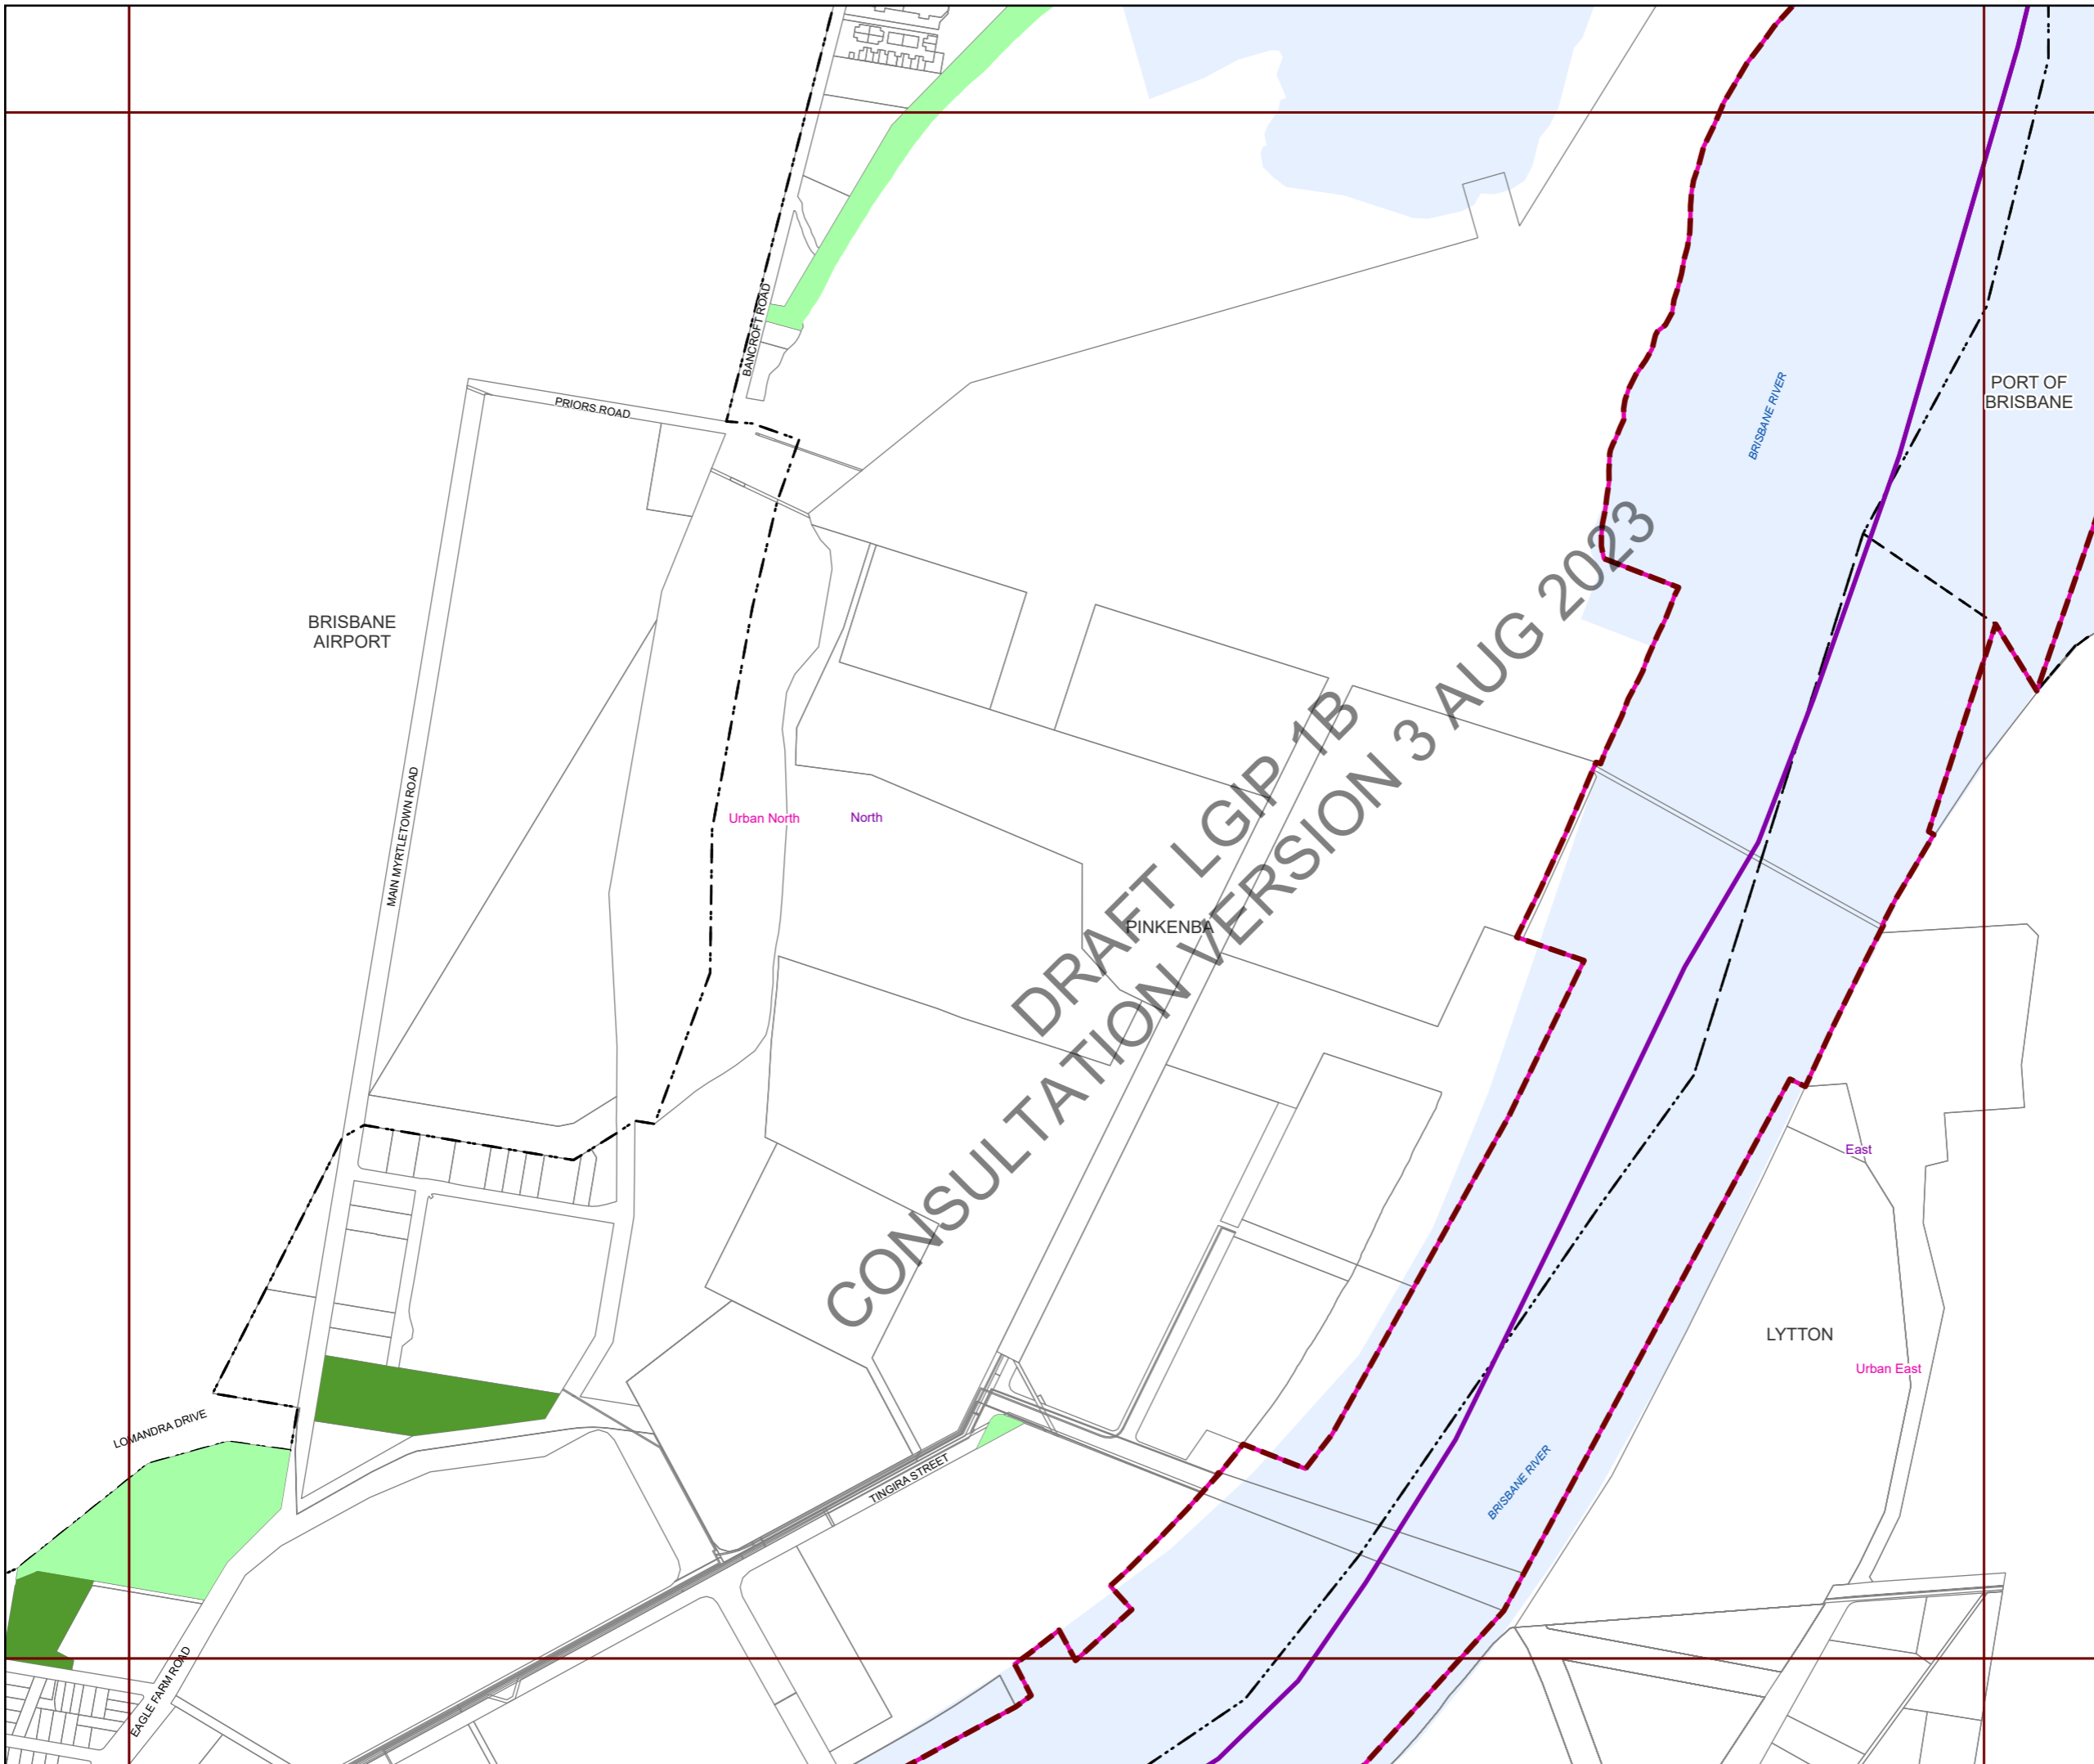 BANCROFT ROAD
PRIORS ROAD
BRISBANE RIVER
PORT OF
BRISBANE
BRISBANE
AIRPORT
MAIN MYRTLETOWN ROAD
Urban North
North
PINKENBA
DRAFT LGIP 1B
CONSULTATION VERSION 3 AUG 2023
East
LYTTON
Urban East
LOMANDRA DRIVE
TINGIRA STREET
BRISBANE RIVER
EAGLE FARM ROAD